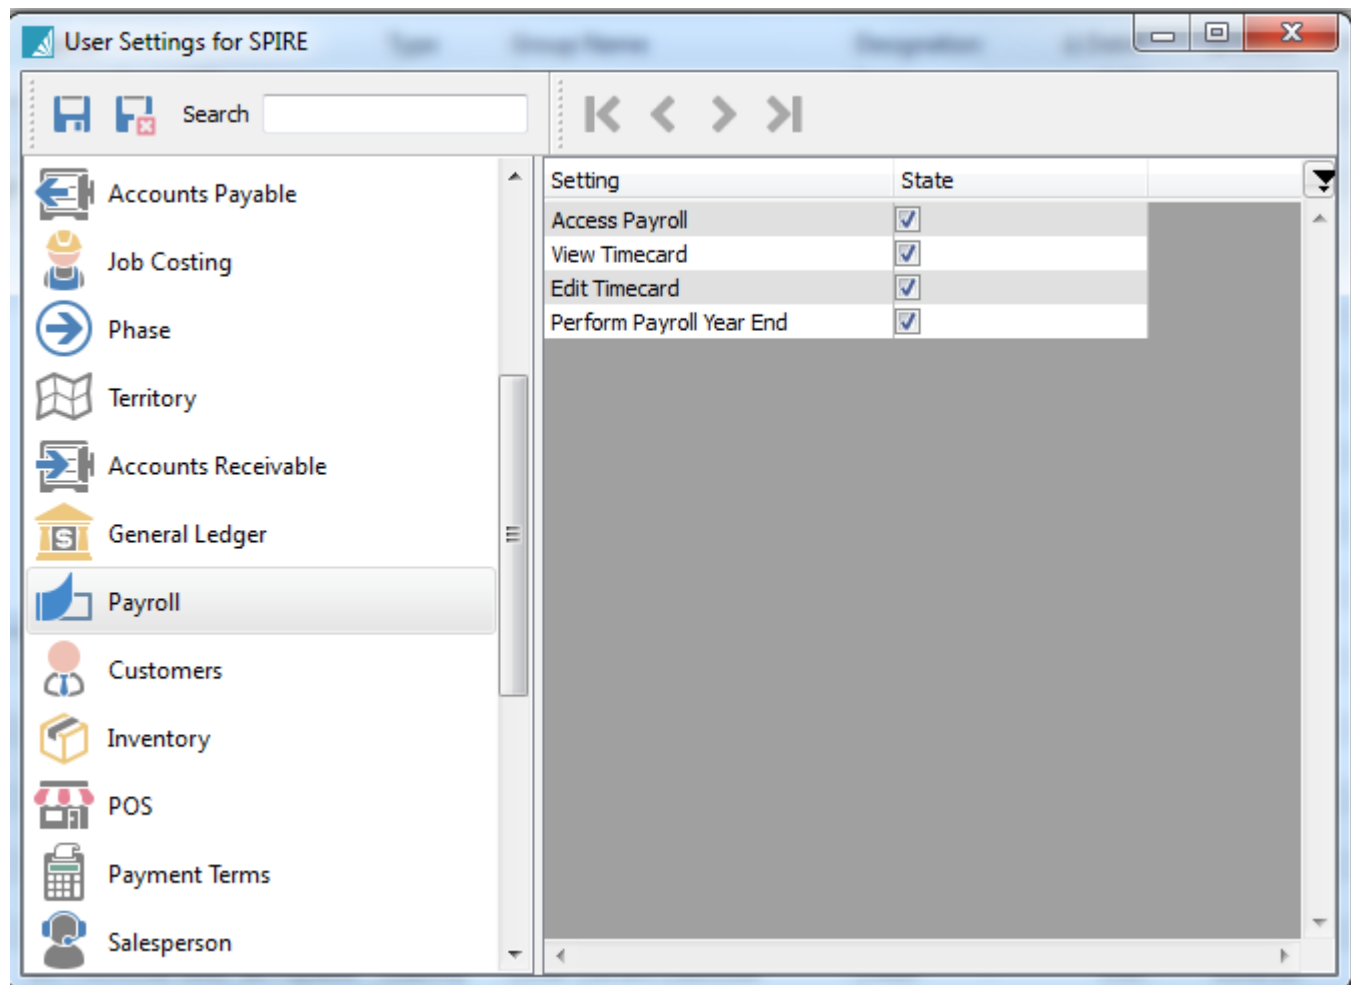 User Settings for SPIRE
Search
Accounts Payable
Job Costing
Phase
Territory
Accounts Receivable
General Ledger
Payroll
Customers
Inventory
POS
Payment Terms
Salesperson
Setting State
Access Payroll
View Timecard
Edit Timecard
Perform Payroll Year End